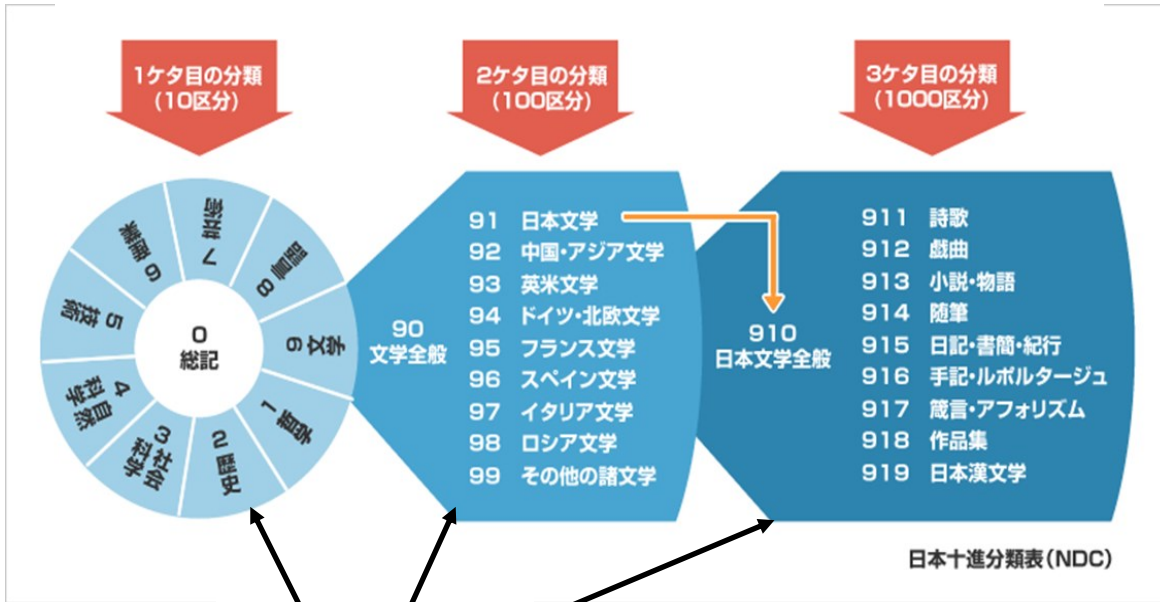 1ケタ目の分類
(10区分)
2ケタ目の分類
(100区分)
3ケタ目の分類
(1000区分)
0
総記
1 哲学
2 歴史
3 社会
科学
4 自然
科学
5 技術
6 産業
7 芸術
8 言語
9 文学
90
文学全般
91 日本文学
92 中国・アジア文学
93 英米文学
94 ドイツ・北欧文学
95 フランス文学
96 スペイン文学
97 イタリア文学
98 ロシア文学
99 その他の諸文学
910
日本文学全般
911 詩歌
912 戯曲
913 小説・物語
914 随筆
915 日記・書簡・紀行
916 手記・ルポルタージュ
917 箴言・アフォリズム
918 作品集
919 日本漢文学
日本十進分類表(NDC)